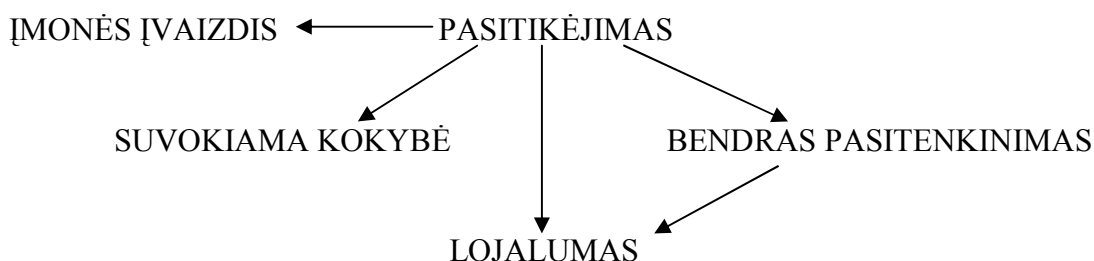 ĮMONĖS ĮVAIZDIS PASITIKĖJIMAS
SUVOKIAMA KOKYBĖ BENDRAS PASITENKINIMAS
LOJALUMAS